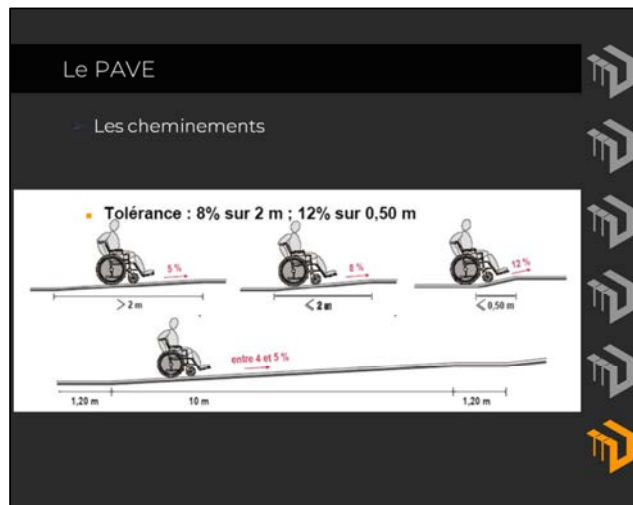 Le PAVE
➢ Les cheminements
▪ Tolérance : 8% sur 2 m ; 12% sur 0,50 m
5 %
8 %
12 %
> 2 m
⩽ 2 m
⩽ 0,50 m
entre 4 et 5 %
1,20 m
10 m
1,20 m